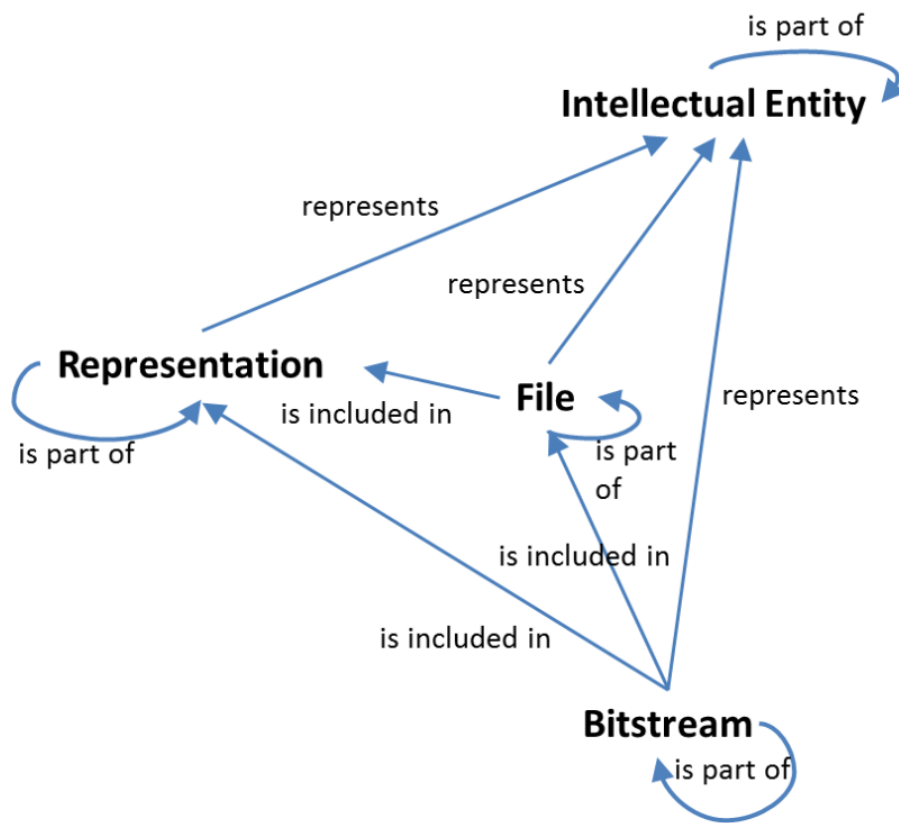 is part of
Intellectual Entity
represents
represents
Representation
File
represents
is included in
is part of
is part
of
is included in
is included in
Bitstream
is part of